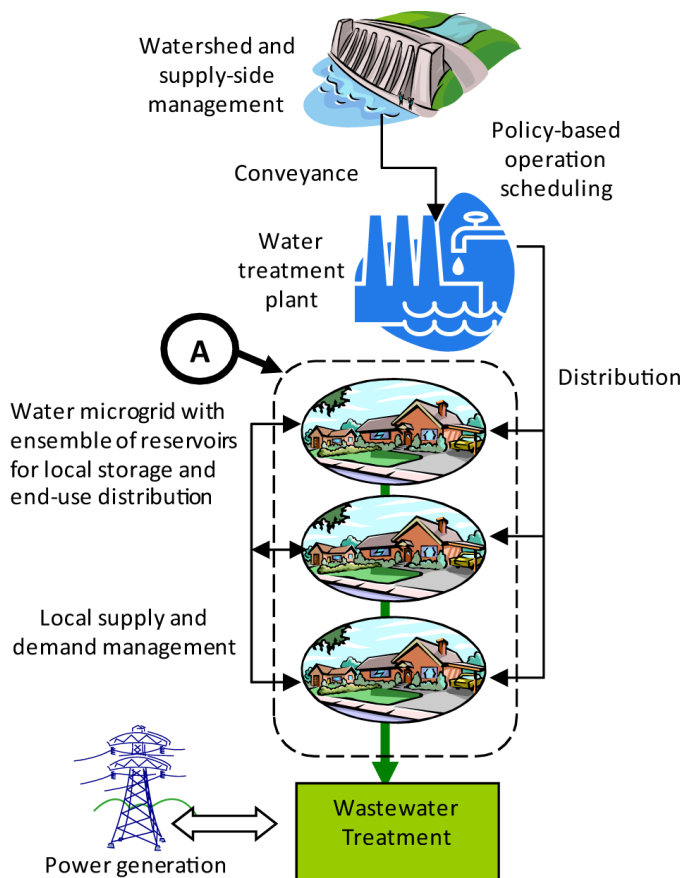 Watershed and
supply-side
management
Policy-based
operation
scheduling
Conveyance
Water
treatment
plant
A
Distribution
Water microgrid with
ensemble of reservoirs
for local storage and
end-use distribution
Local supply and
demand management
Wastewater
Treatment
Power generation